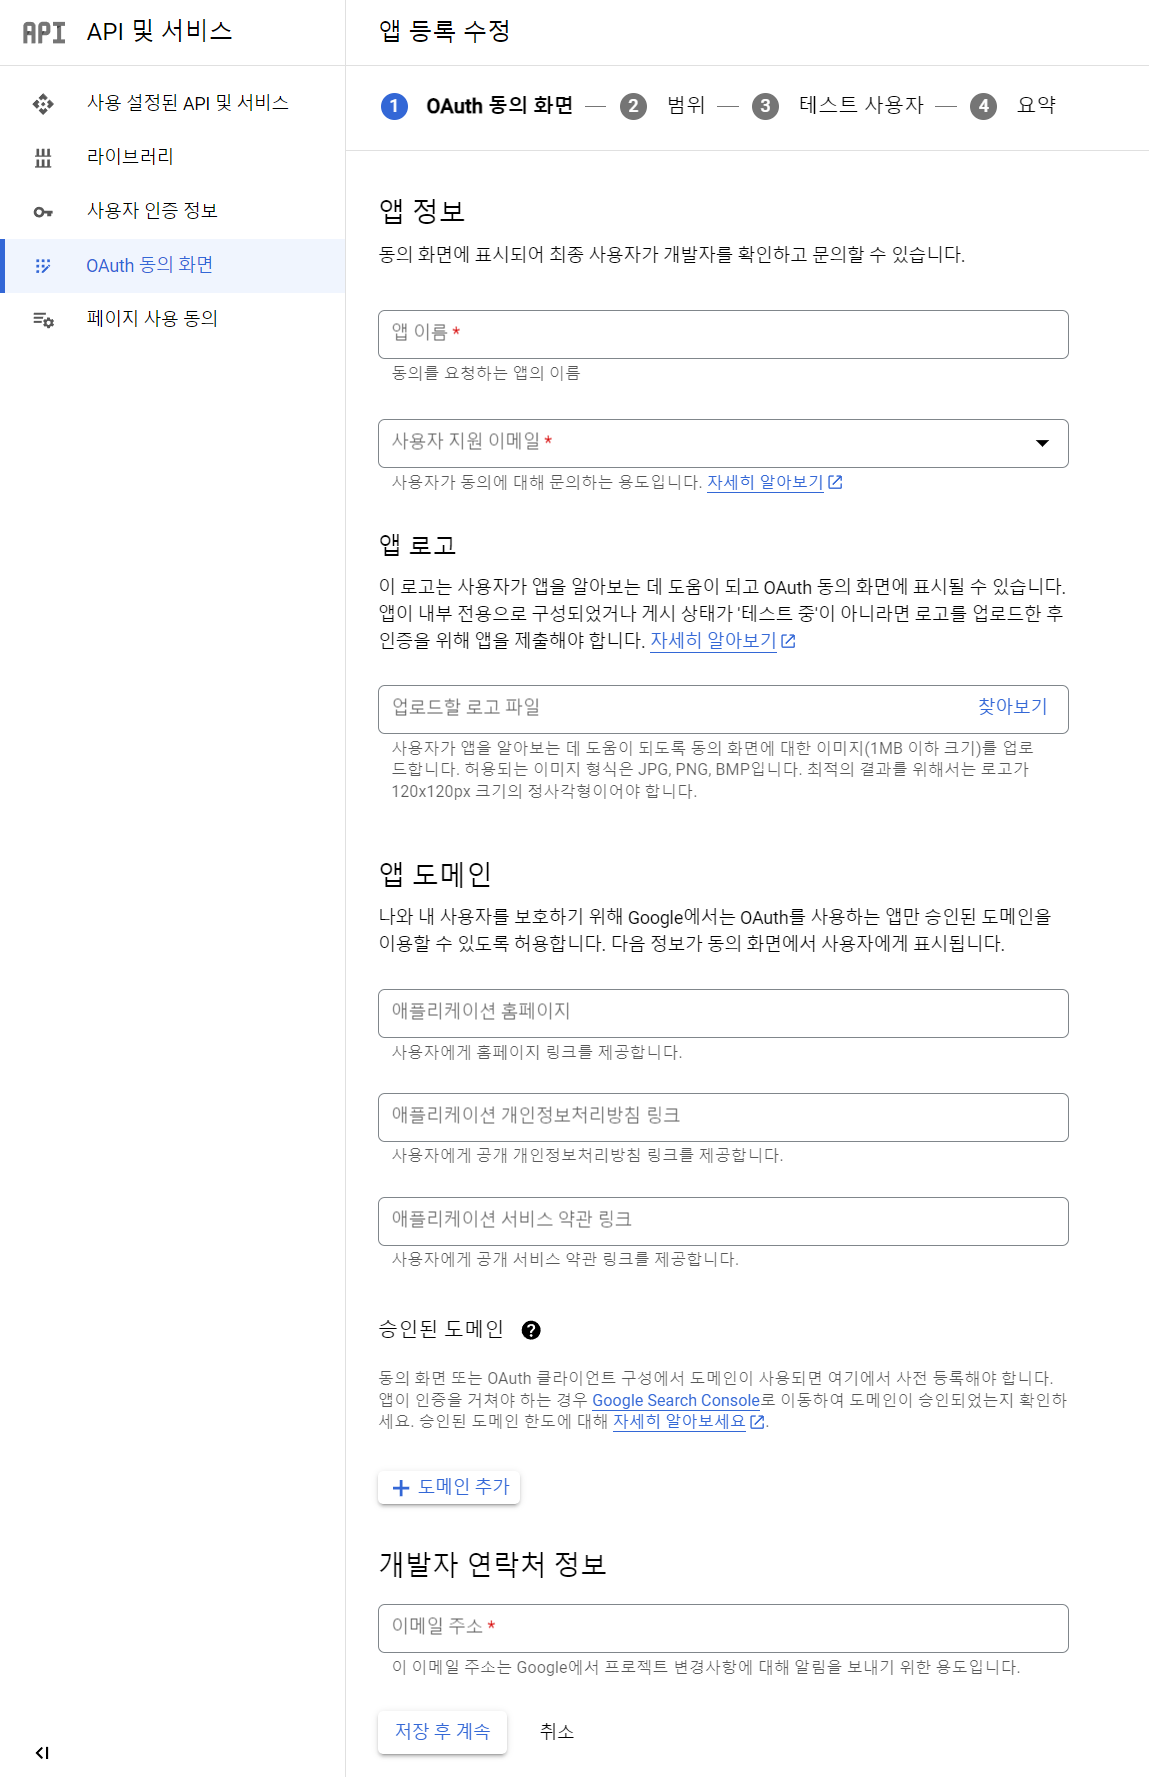 API API 및 서비스
사용 설정된 API 및 서비스
라이브러리
사용자 인증 정보
OAuth 동의 화면
페이지 사용 동의
앱 등록 수정
1 OAuth 동의 화면 — 2 범위 — 3 테스트 사용자 — 4 요약
앱 정보
동의 화면에 표시되어 최종 사용자가 개발자를 확인하고 문의할 수 있습니다.
앱 이름 *
동의를 요청하는 앱의 이름
사용자 지원 이메일 *
사용자가 동의에 대해 문의하는 용도입니다. 자세히 알아보기
앱 로고
이 로고는 사용자가 앱을 알아보는 데 도움이 되고 OAuth 동의 화면에 표시될 수 있습니다.
앱이 내부 전용으로 구성되었거나 게시 상태가 '테스트 중'이 아니라면 로고를 업로드한 후
인증을 위해 앱을 제출해야 합니다. 자세히 알아보기
업로드할 로고 파일 찾아보기
사용자가 앱을 알아보는 데 도움이 되도록 동의 화면에 대한 이미지(1MB 이하 크기)를 업로
드합니다. 허용되는 이미지 형식은 JPG, PNG, BMP입니다. 최적의 결과를 위해서는 로고가
120x120px 크기의 정사각형이어야 합니다.
앱 도메인
나와 내 사용자를 보호하기 위해 Google에서는 OAuth를 사용하는 앱만 승인된 도메인을
이용할 수 있도록 허용합니다. 다음 정보가 동의 화면에서 사용자에게 표시됩니다.
애플리케이션 홈페이지
사용자에게 홈페이지 링크를 제공합니다.
애플리케이션 개인정보처리방침 링크
사용자에게 공개 개인정보처리방침 링크를 제공합니다.
애플리케이션 서비스 약관 링크
사용자에게 공개 서비스 약관 링크를 제공합니다.
승인된 도메인 ?
동의 화면 또는 OAuth 클라이언트 구성에서 도메인이 사용되면 여기에서 사전 등록해야 합니다.
앱이 인증을 거쳐야 하는 경우 Google Search Console로 이동하여 도메인이 승인되었는지 확인하
세요. 승인된 도메인 한도에 대해 자세히 알아보세요.
+ 도메인 추가
개발자 연락처 정보
이메일 주소 *
이 이메일 주소는 Google에서 프로젝트 변경사항에 대해 알림을 보내기 위한 용도입니다.
저장 후 계속 취소